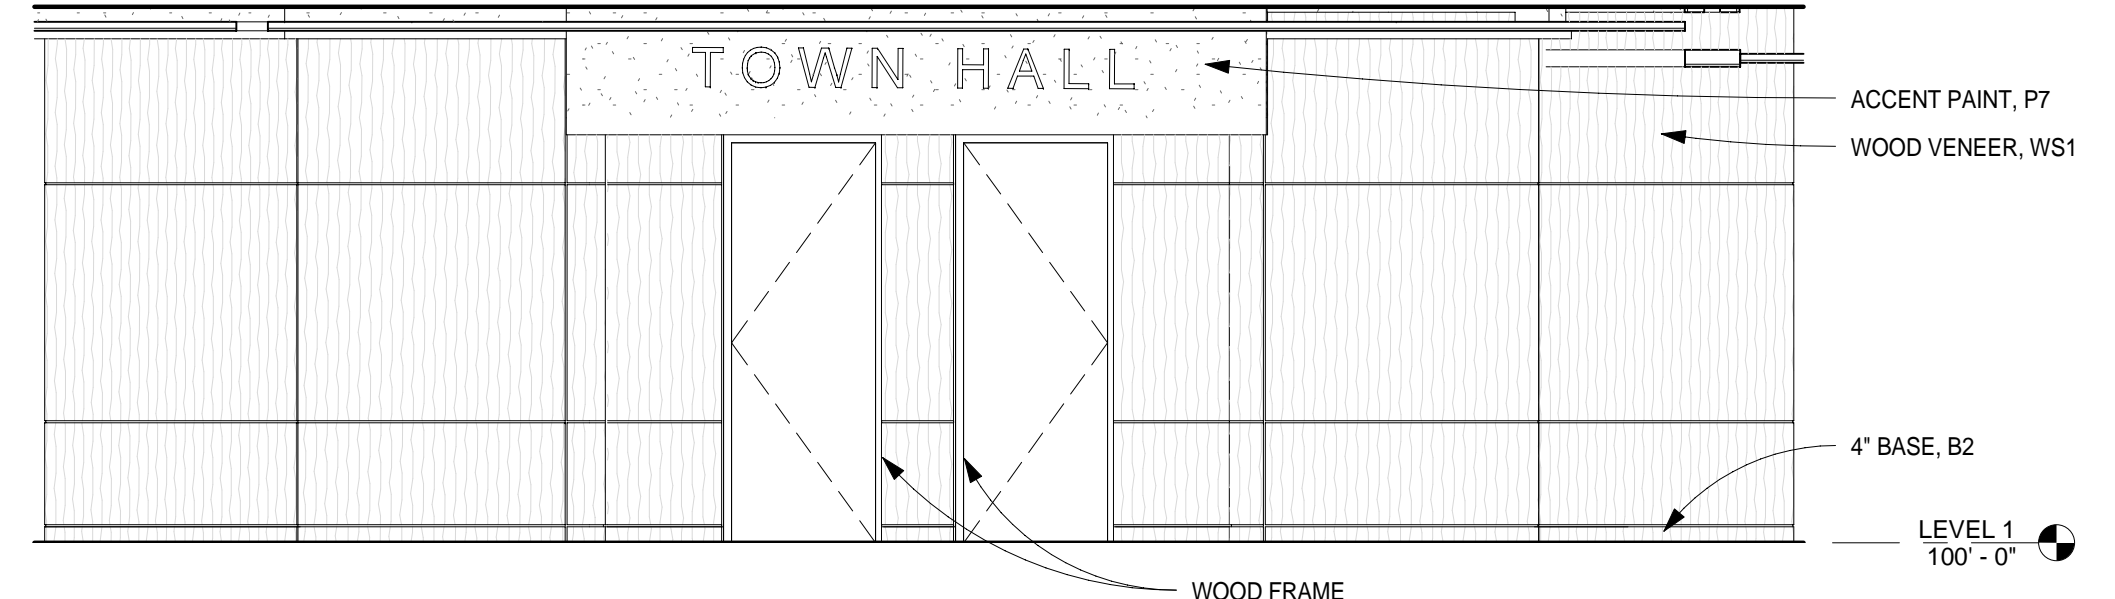 TOWN HALL
ACCENT PAINT, P7
WOOD VENEER, WS1
4" BASE, B2
LEVEL 1
100' - 0"
WOOD FRAME